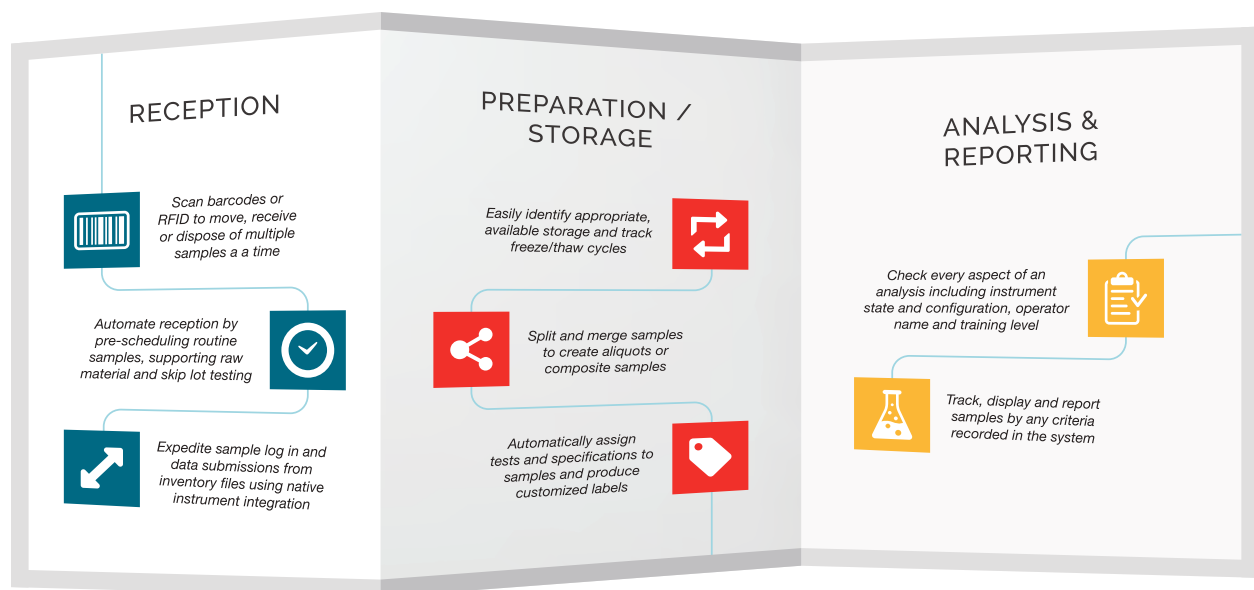 RECEPTION
Scan barcodes or
RFID to move, receive
or dispose of multiple
samples a a time
Automate reception by
pre-scheduling routine
samples, supporting raw
material and skip lot testing
Expedite sample log in and
data submissions from
inventory files using native
instrument integration
PREPARATION /
STORAGE
Easily identify appropriate,
available storage and track
freeze/thaw cycles
Split and merge samples
to create aliquots or
composite samples
Automatically assign
tests and specifications to
samples and produce
customized labels
ANALYSIS &
REPORTING
Check every aspect of an
analysis including instrument
state and configuration, operator
name and training level
Track, display and report
samples by any criteria
recorded in the system